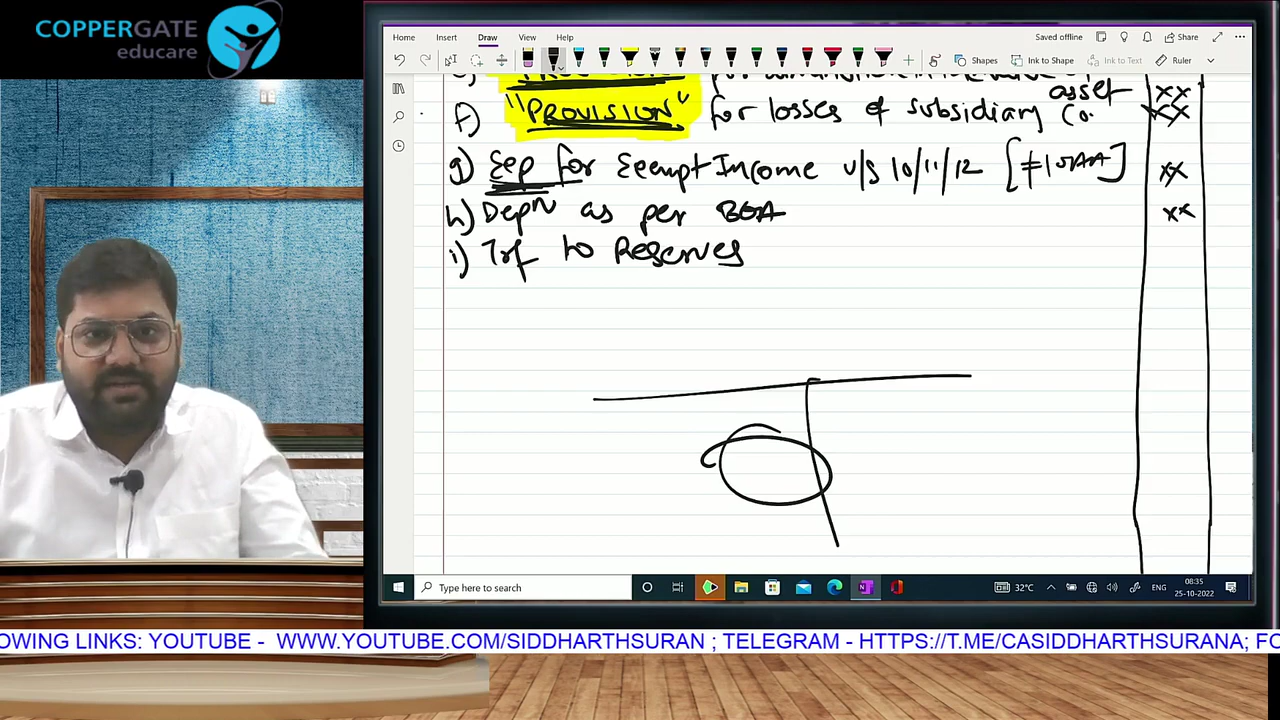 COPPERGATE
educare
Home Insert Draw View Help
Saved offline
Share
Shapes Ink to Shape Ink to Text Ruler
asset xx
f) "PROVISION" for losses of subsidiary Co. xx
g) Exp for Exempt Income u/s 10/11/12 [≠10AA] xx
h) Depn as per xx
i) Trf to Reserves
Type here to search
32°C
ENG
08:35
25-10-2022
OWING LINKS: YOUTUBE - WWW.YOUTUBE.COM/SIDDHARTHSURAN ; TELEGRAM - HTTPS://T.ME/CASIDDHARTHSURANA; FO